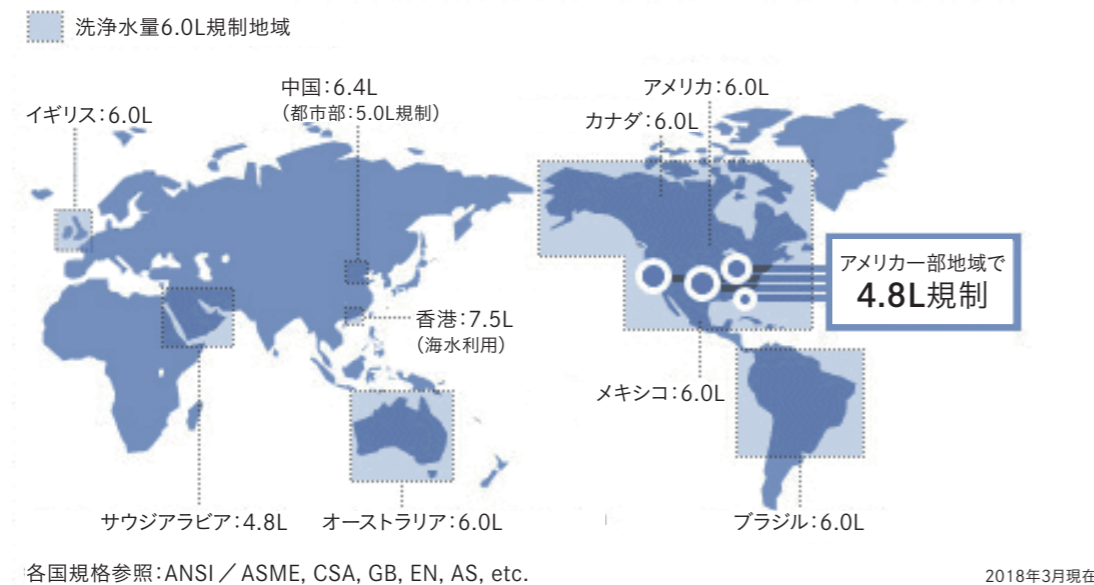 洗浄水量6.0L規制地域
イギリス:6.0L
中国:6.4L
(都市部:5.0L規制)
アメリカ:6.0L
カナダ:6.0L
アメリカ一部地域で
4.8L規制
香港:7.5L
(海水利用)
メキシコ:6.0L
サウジアラビア:4.8L
オーストラリア:6.0L
ブラジル:6.0L
各国規格参照:ANSI/ASME, CSA, GB, EN, AS, etc.
2018年3月現在